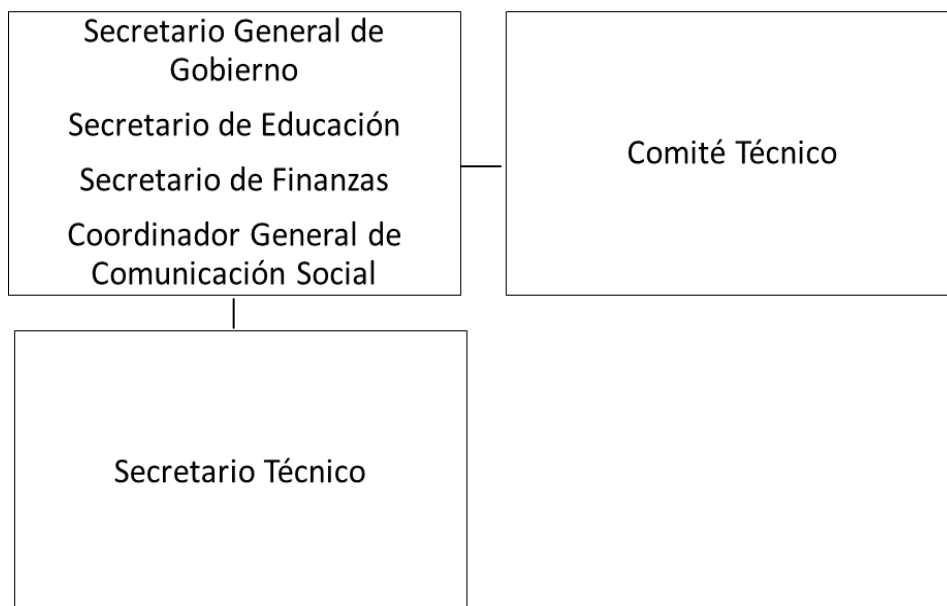 Secretario General de
Gobierno
Secretario de Educación
Secretario de Finanzas
Coordinador General de
Comunicación Social
Comité Técnico
Secretario Técnico